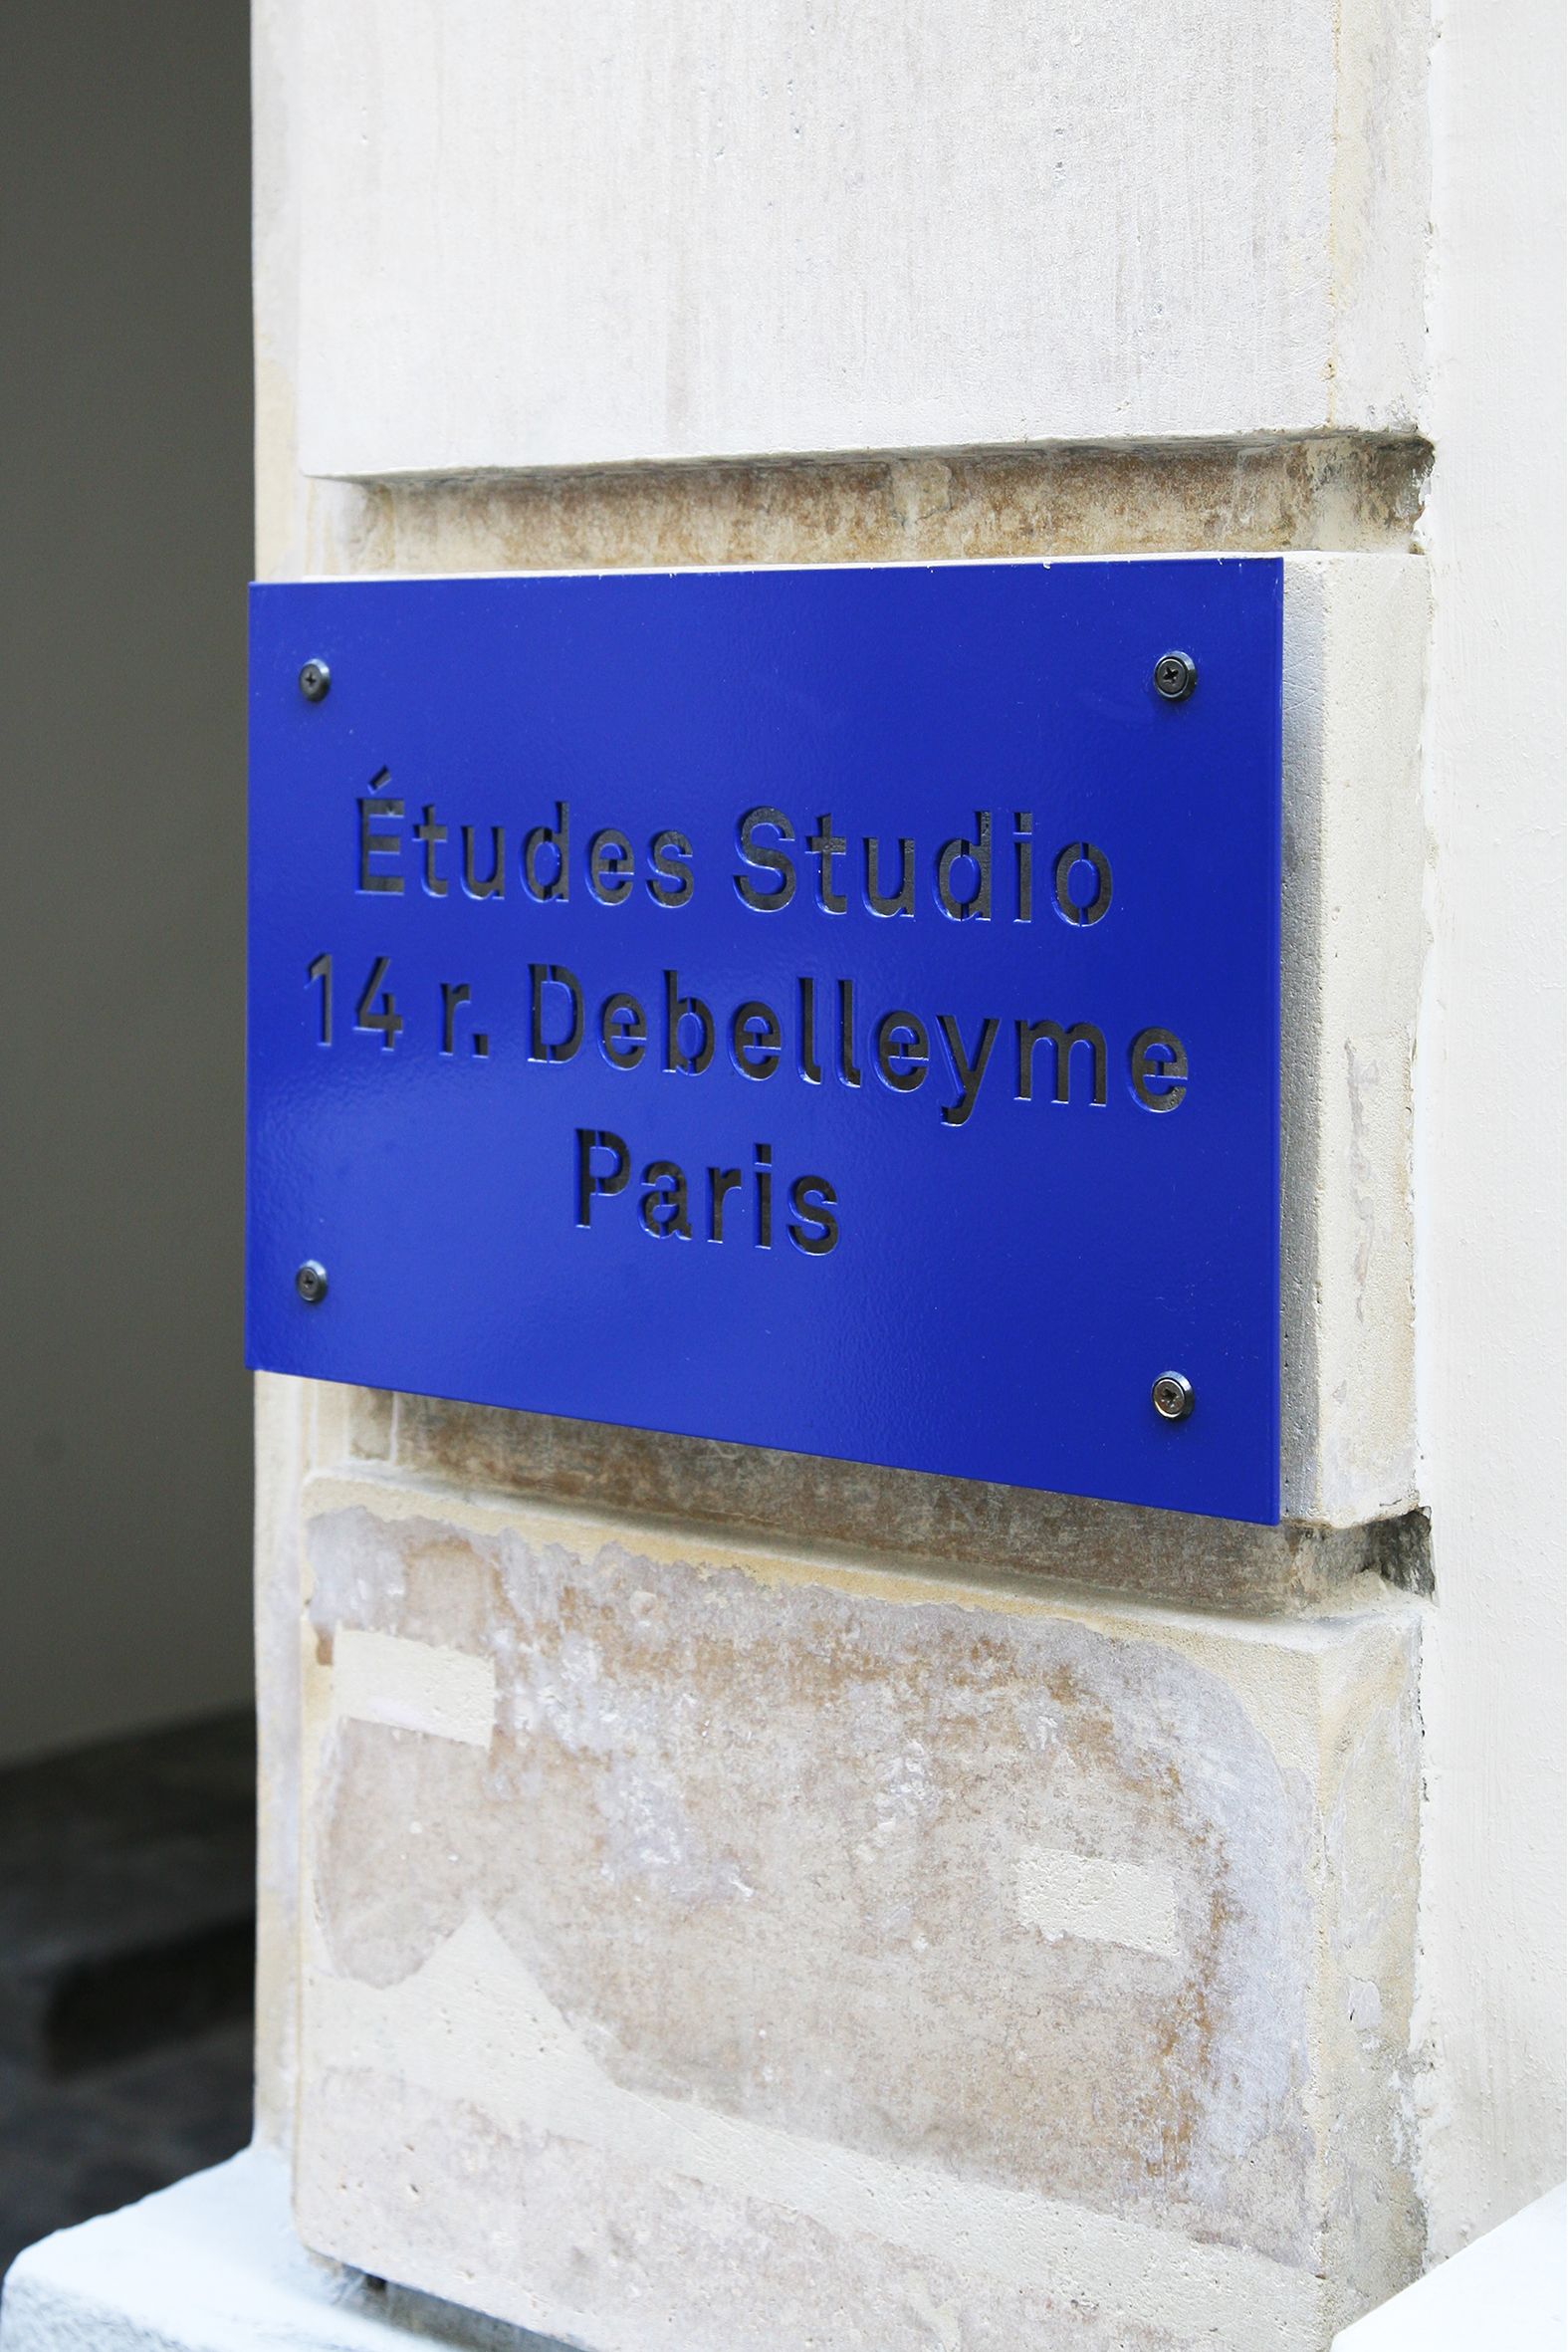 Études Studio
14 r. Debelleyme
Paris